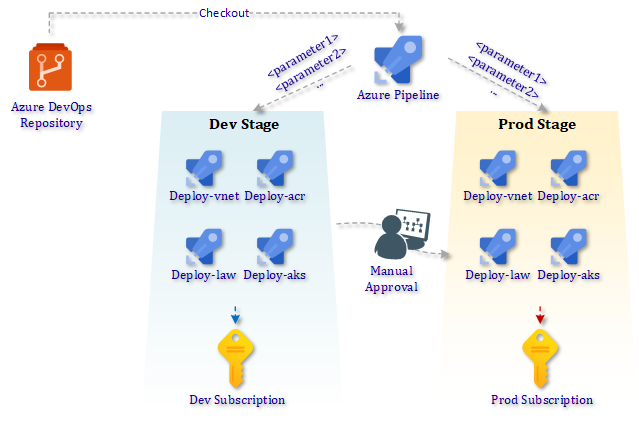 Checkout
<parameter1>
<parameter2>
...
<parameter1>
<parameter2>
...
Azure DevOps
Repository
Azure Pipeline
Dev Stage
Prod Stage
Deploy-vnet
Deploy-acr
Deploy-vnet
Deploy-acr
Deploy-law
Deploy-aks
Manual
Approval
Deploy-law
Deploy-aks
Dev Subscription
Prod Subscription